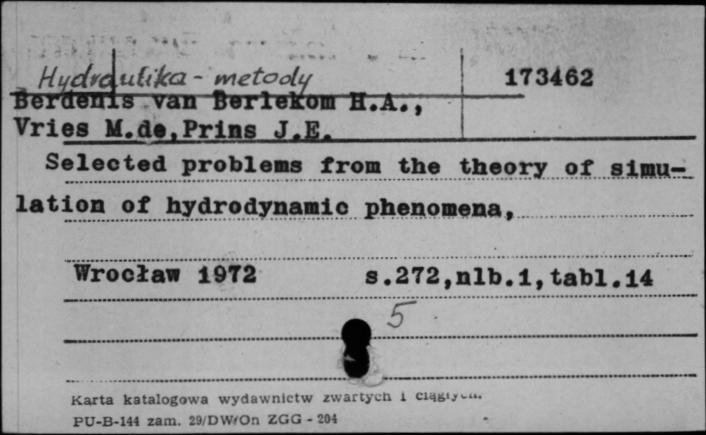 Hydraulika - metody 173462
Berdenis van Berlekom H.A.,
Vries M.de,Prins J.E.
Selected problems from the theory of simu-
lation of hydrodynamic phenomena,
Wrocław 1972 s.272,nlb.1,tabl.14
5
Karta katalogowa wydawnictw zwartych i ciągłych.
PU-B-144 zam. 29/DW/On ZGG - 204